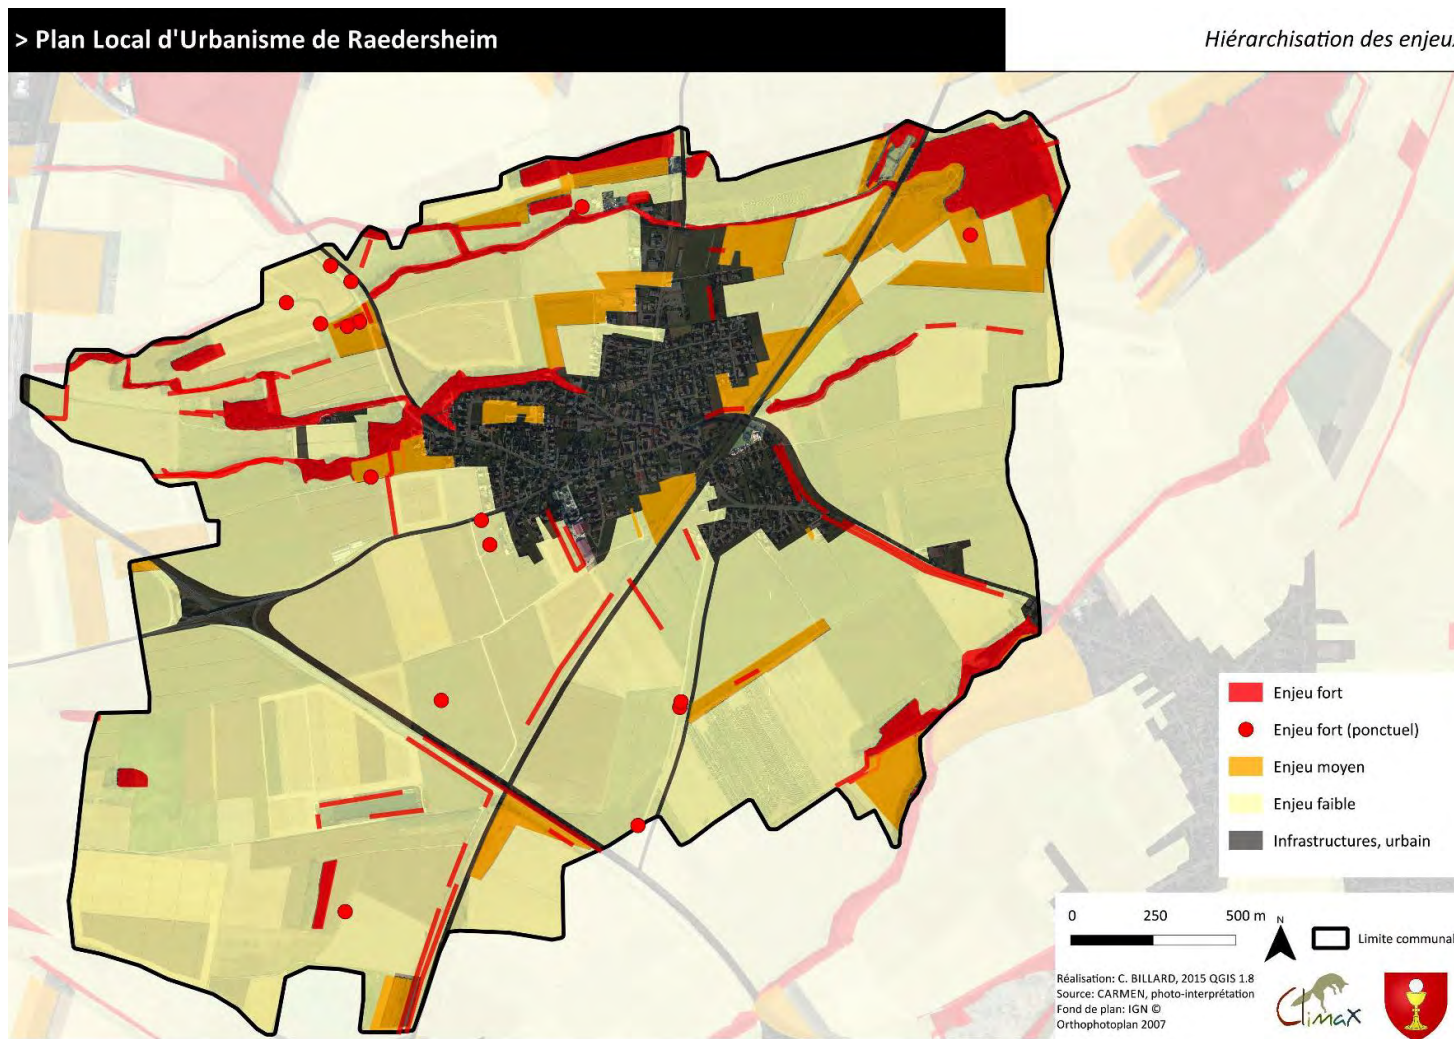 > Plan Local d'Urbanisme de Raedersheim
Hiérarchisation des enjeux
Enjeu fort
Enjeu fort (ponctuel)
Enjeu moyen
Enjeu faible
Infrastructures, urbain
0 250 500 m
N
Limite communal
Réalisation: C. BILLARD, 2015 QGIS 1.8
Source: CARMEN, photo-interprétation
Fond de plan: IGN ©
Orthophotoplan 2007
Climax